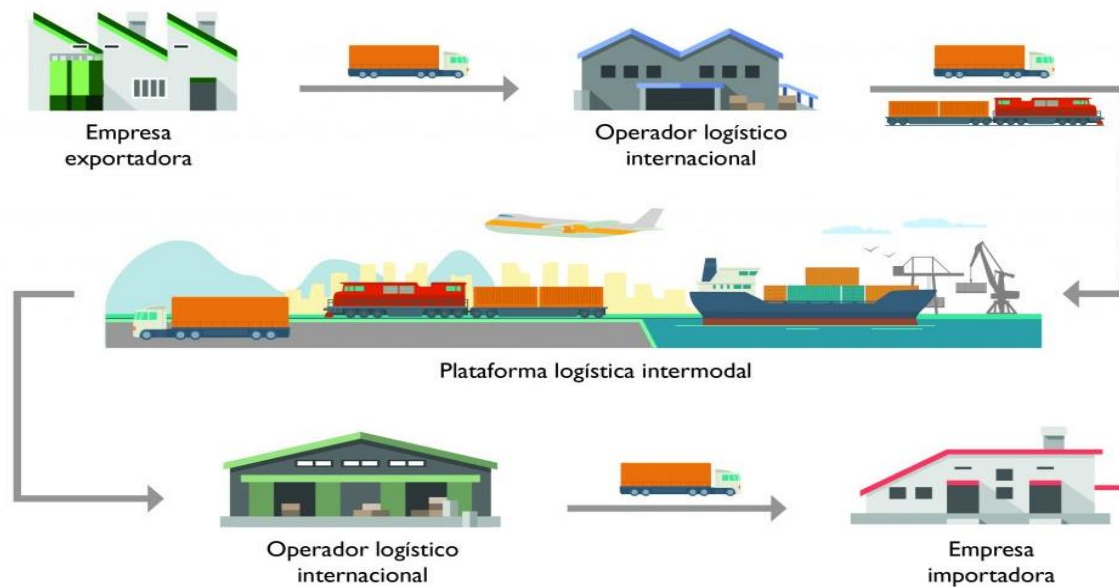 Empresa
exportadora
Operador logístico
internacional
Plataforma logística intermodal
Operador logístico
internacional
Empresa
importadora